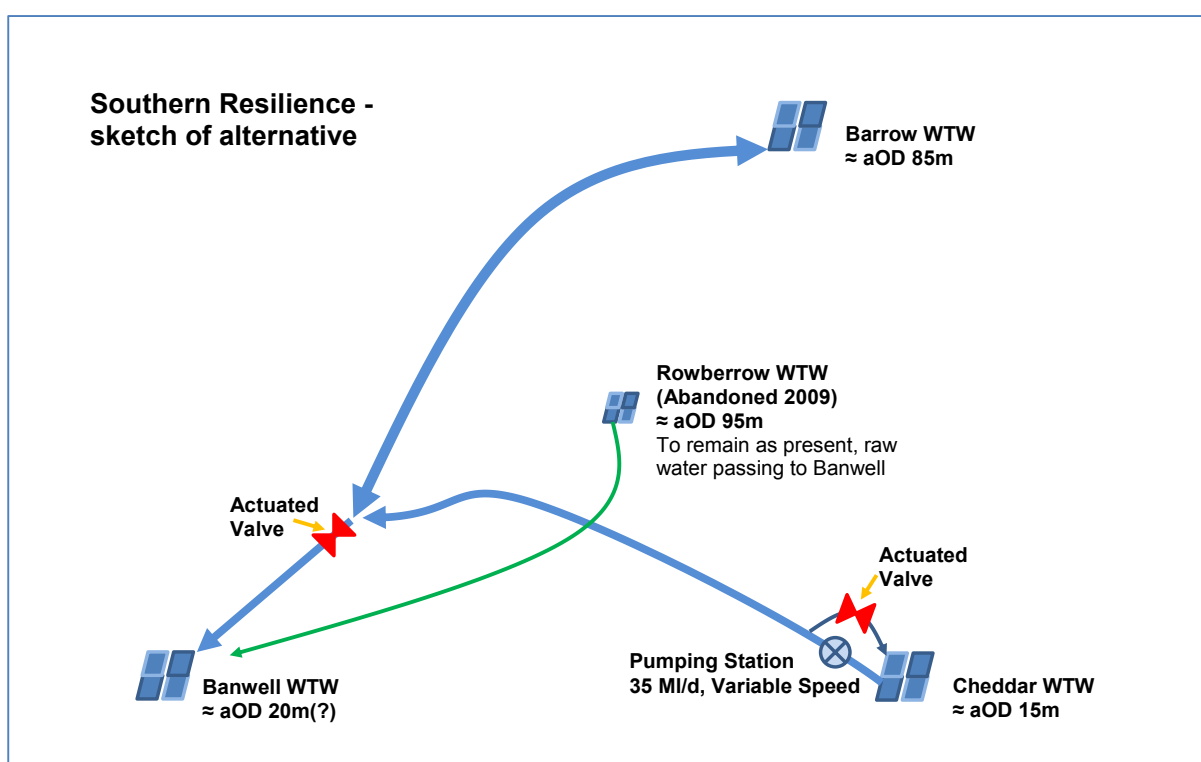 Southern Resilience -
sketch of alternative
Barrow WTW
≈ aOD 85m
Rowberrow WTW
(Abandoned 2009)
≈ aOD 95m
To remain as present, raw
water passing to Banwell
Actuated
Valve
Actuated
Valve
Pumping Station
35 Ml/d, Variable Speed
Banwell WTW
≈ aOD 20m(?)
Cheddar WTW
≈ aOD 15m